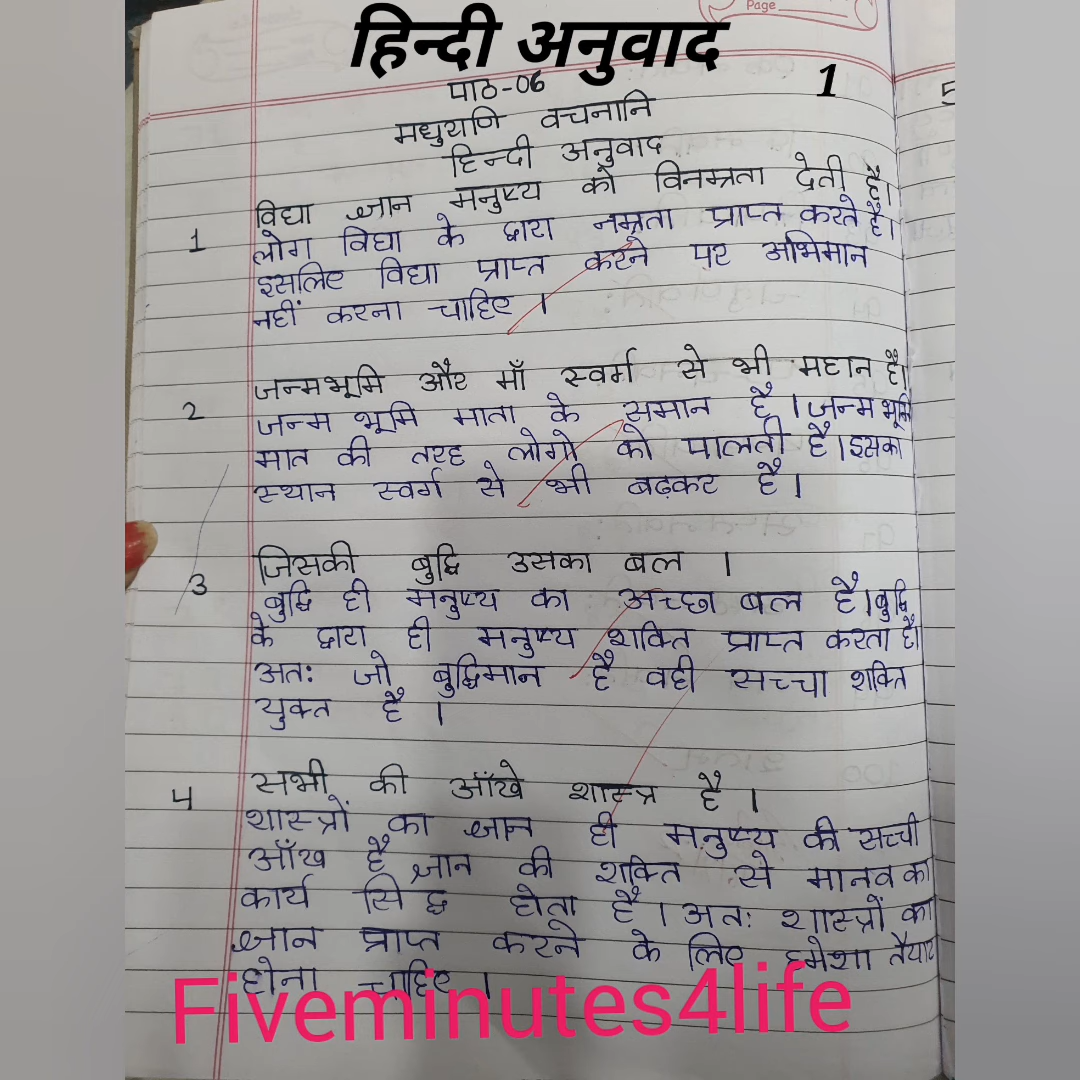 Page
हिन्दी अनुवाद
पाठ-06
1
5
मधुराणि वचनानि
हिन्दी अनुवाद
विद्या ज्ञान मनुष्य को विनम्रता देती है।
1 लोग विद्या के द्वारा नम्रता प्राप्त करते है।
इसलिए विद्या प्राप्त करने पर अभिमान
नहीं करना चाहिए ।
जन्मभूमि और माँ स्वर्ग से भी महान है।
2 जन्म भूमि माता के समान है । जन्म भूमि
मात की तरह लोगो को पालती है। इसका
स्थान स्वर्ग से भी बढ़कर है।
जिसकी बुद्धि उसका बल ।
3 बुद्धि ही मनुष्य का अच्छा बल है। बुद्धि
के द्वारा ही मनुष्य शक्ति प्राप्त करता है।
अतः जो बुद्धिमान है वही सच्चा शक्ति
युक्त है ।
4 सभी की आँखे शास्त्र है ।
शास्त्रों का ज्ञान ही मनुष्य की सच्ची
आँख है ज्ञान की शक्ति से मानव का
कार्य सिद्ध होता है । अतः शास्त्रों का
ज्ञान प्राप्त करने के लिए हमेशा तैयार
होना चाहिए ।
Fiveminutes4life